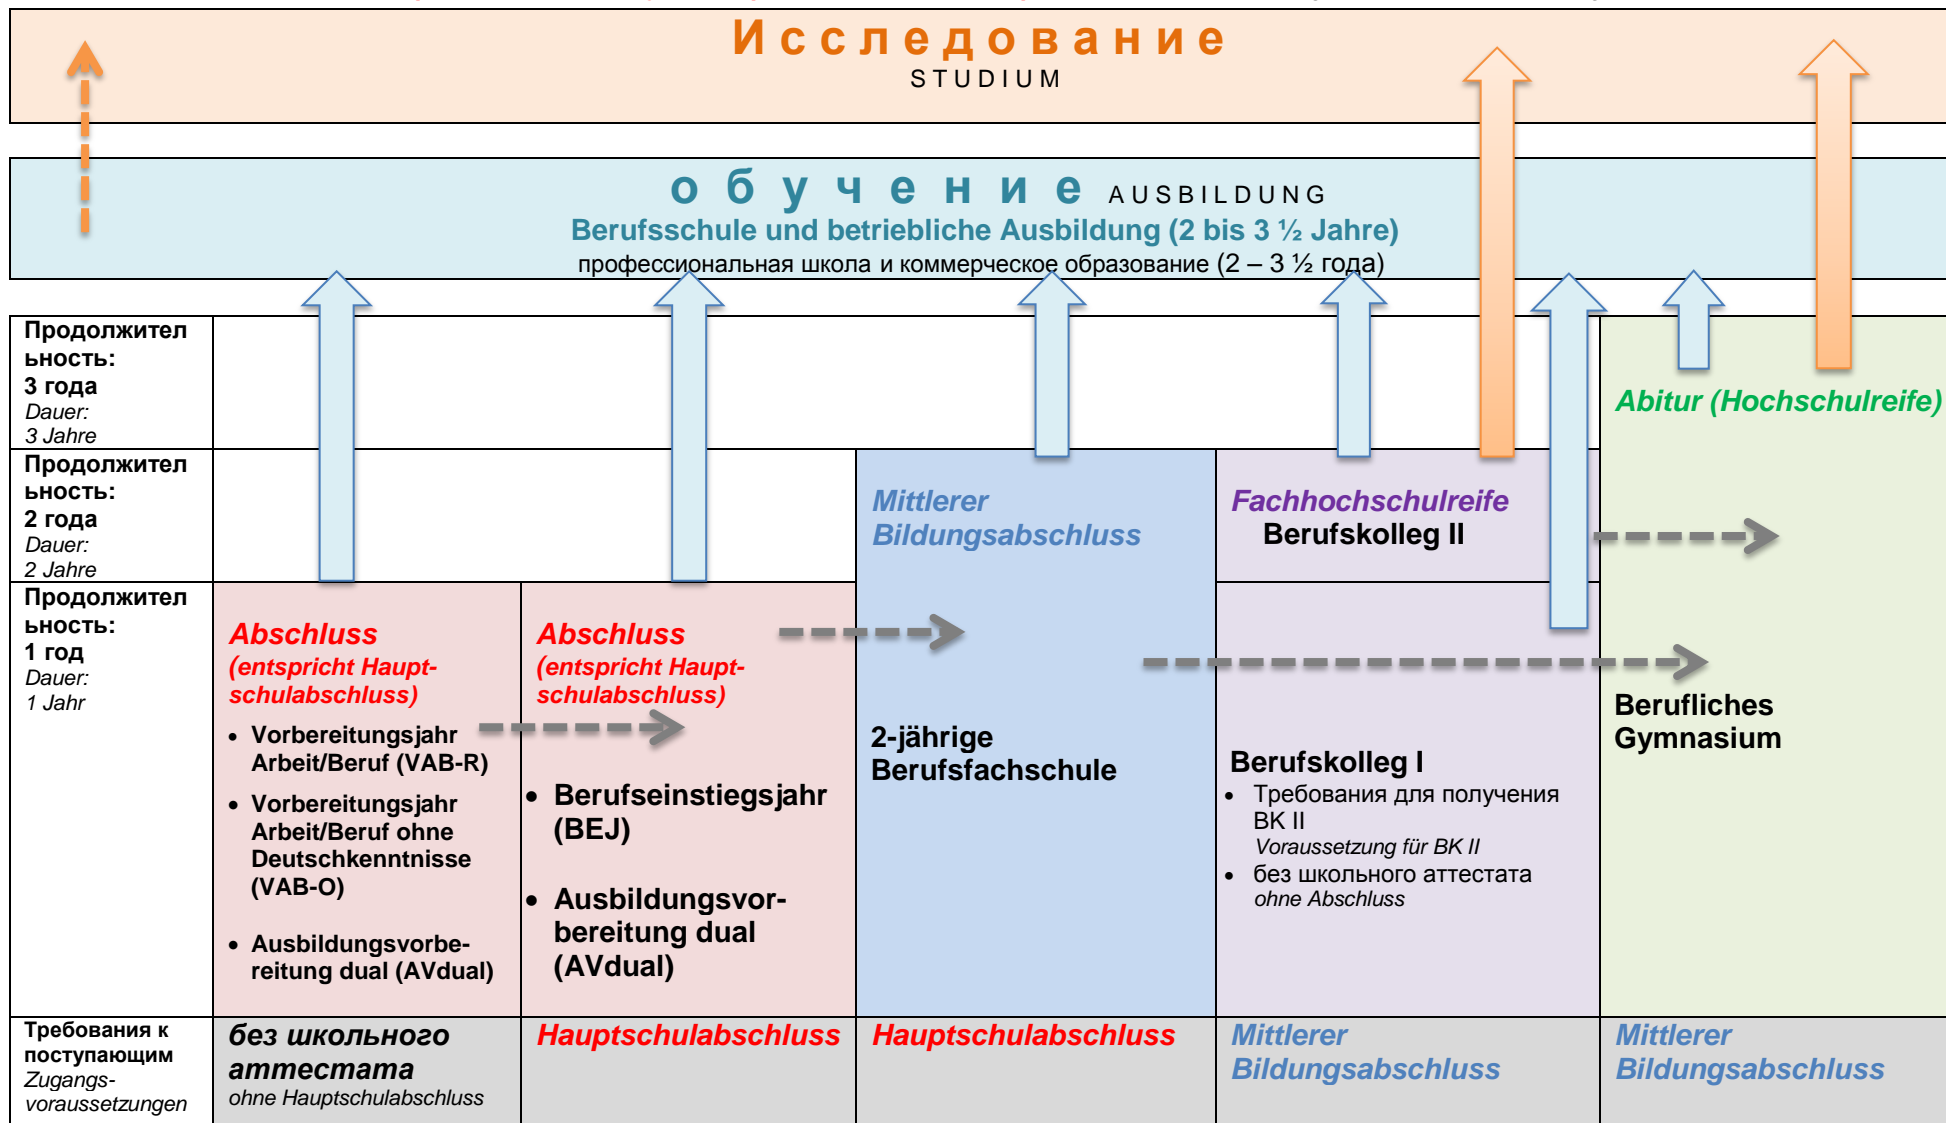 Исследование
STUDIUM
обучение AUSBILDUNG
Berufsschule und betriebliche Ausbildung (2 bis 3 ½ Jahre)
профессиональная школа и коммерческое образование (2 – 3 ½ года)
Продолжител
ьность:
3 года
Dauer:
3 Jahre
Abitur (Hochschulreife)
Продолжител
ьность:
2 года
Dauer:
2 Jahre
Mittlerer
Bildungsabschluss
Fachhochschulreife
Berufskolleg II
Продолжител
ьность:
1 год
Dauer:
1 Jahr
Abschluss
(entspricht Haupt-
schulabschluss)
• Vorbereitungsjahr
Arbeit/Beruf (VAB-R)
• Vorbereitungsjahr
Arbeit/Beruf ohne
Deutschkenntnisse
(VAB-O)
• Ausbildungsvorbe-
reitung dual (AVdual)
Abschluss
(entspricht Haupt-
schulabschluss)
• Berufseinstiegsjahr
(BEJ)
• Ausbildungsvor-
bereitung dual
(AVdual)
2-jährige
Berufsfachschule
Berufskolleg I
• Требования для получения
BK II
Voraussetzung für BK II
• без школьного аттестата
ohne Abschluss
Berufliches
Gymnasium
Требования к
поступающим
Zugangs-
voraussetzungen
без школьного
аттестата
ohne Hauptschulabschluss
Hauptschulabschluss
Hauptschulabschluss
Mittlerer
Bildungsabschluss
Mittlerer
Bildungsabschluss